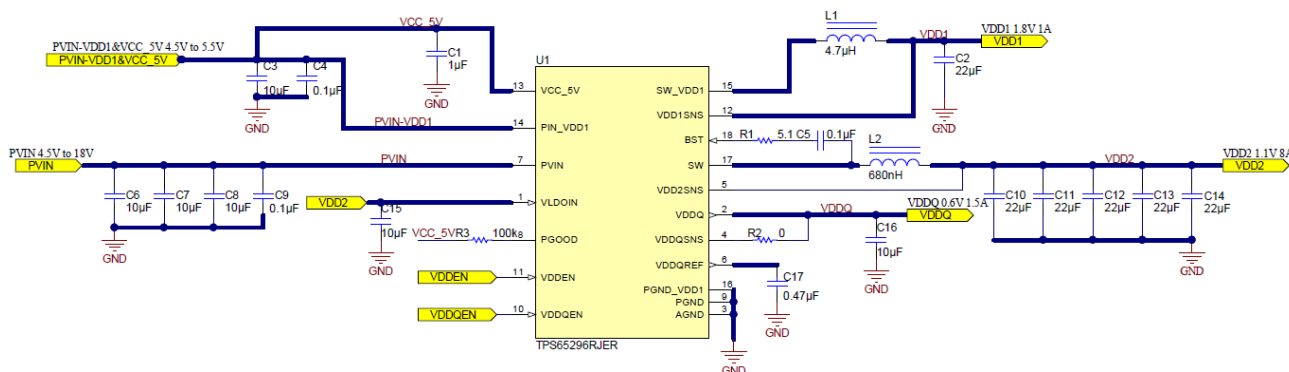 PVIN-VDD1&VCC_5V 4.5V to 5.5V
PVIN-VDD1&VCC_5V
VCC_5V
C3
10µF
C4
0.1µF
GND
C1
1µF
GND
PVIN-VDD1
PVIN 4.5V to 18V
PVIN
PVIN
C6
10µF
C7
10µF
C8
10µF
C9
0.1µF
GND
VDD2
C15
10µF
GND
VCC_5V
R3
100k
VDDEN
VDDQEN
U1
13
VCC_5V
14
PIN_VDD1
7
PVIN
1
VLDOIN
8
PGOOD
11
VDDEN
10
VDDQEN
SW_VDD1
15
VDD1SNS
12
BST
18
SW
17
VDD2SNS
5
VDDQ
2
VDDQSNS
4
VDDQREF
6
PGND_VDD1
16
PGND
9
AGND
3
TPS65296RJER
GND
L1
4.7µH
VDD1
VDD1 1.8V 1A
VDD1
C2
22µF
GND
R1
5.1
C5
0.1µF
L2
680nH
VDD2
VDD2 1.1V 8A
VDD2
C10
22µF
C11
22µF
C12
22µF
C13
22µF
C14
22µF
GND
VDDQ
VDDQ 0.6V 1.5A
VDDQ
R2
0
C16
10µF
GND
C17
0.47µF
GND